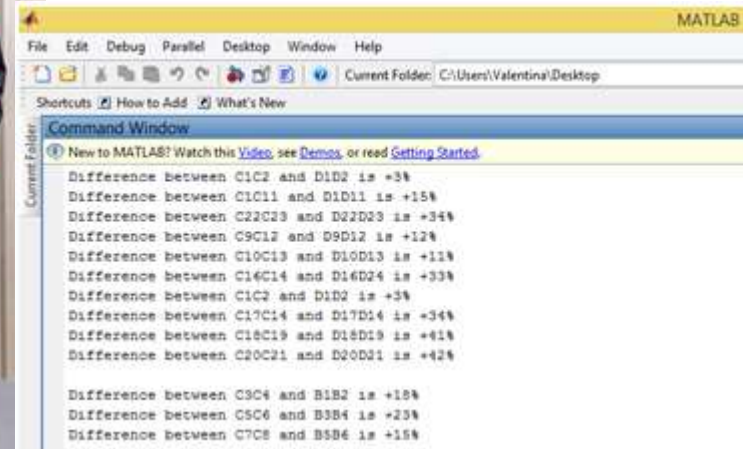 MATLAB
File Edit Debug Parallel Desktop Window Help
Current Folder: C:\Users\Valentina\Desktop
Shortcuts How to Add What's New
Current Folder
Command Window
New to MATLAB? Watch this Video, see Demos, or read Getting Started.
Difference between C1C2 and D1D2 is +3%
Difference between C1C11 and D1D11 is +15%
Difference between C22C23 and D22D23 is +34%
Difference between C9C12 and D9D12 is +12%
Difference between C10C13 and D10D13 is +11%
Difference between C16C14 and D16D24 is +33%
Difference between C1C2 and D1D2 is +3%
Difference between C17C14 and D17D14 is +34%
Difference between C18C19 and D18D19 is +41%
Difference between C20C21 and D20D21 is +42%
Difference between C3C4 and B1B2 is +18%
Difference between C5C6 and B3B4 is +23%
Difference between C7C8 and B5B6 is +15%